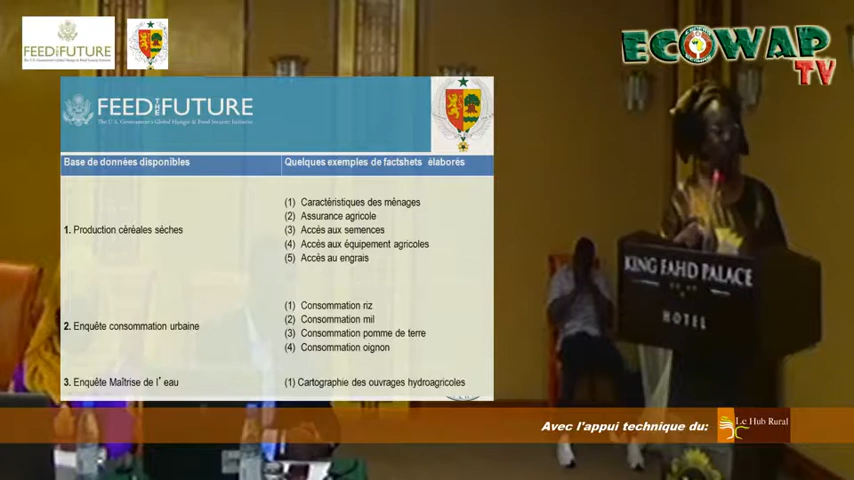 FEED THE FUTURE
ECOWAP
TV
FEED THE FUTURE
The U.S. Government's Global Hunger & Food Security Initiative
Base de données disponibles
Quelques exemples de factshets élaborés
1. Production céréales sèches
(1) Caractéristiques des ménages
(2) Assurance agricole
(3) Accès aux semences
(4) Accès aux équipement agricoles
(5) Accès au engrais
2. Enquête consommation urbaine
(1) Consommation riz
(2) Consommation mil
(3) Consommation pomme de terre
(4) Consommation oignon
3. Enquête Maîtrise de l' eau
(1) Cartographie des ouvrages hydroagricoles
KING FAHD PALACE
HOTEL
Avec l'appui technique du:
Le Hub Rural